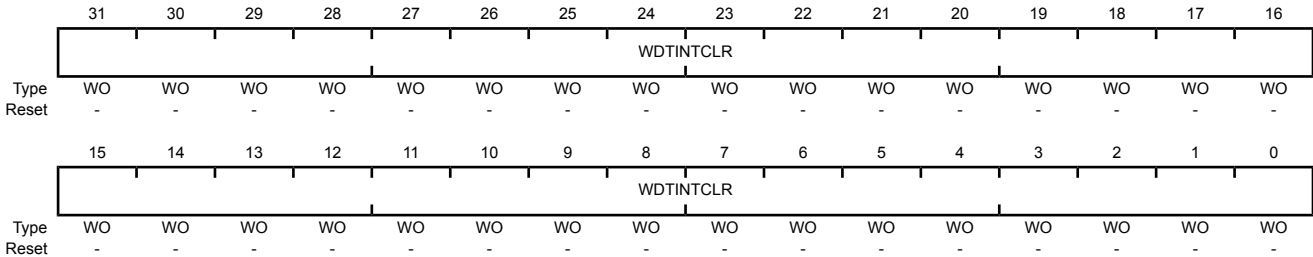 31 30 29 28 27 26 25 24 23 22 21 20 19 18 17 16
WDTINTCLR
Type WO WO WO WO WO WO WO WO WO WO WO WO WO WO WO WO
Reset - - - - - - - - - - - - - - - -
15 14 13 12 11 10 9 8 7 6 5 4 3 2 1 0
WDTINTCLR
Type WO WO WO WO WO WO WO WO WO WO WO WO WO WO WO WO
Reset - - - - - - - - - - - - - - - -